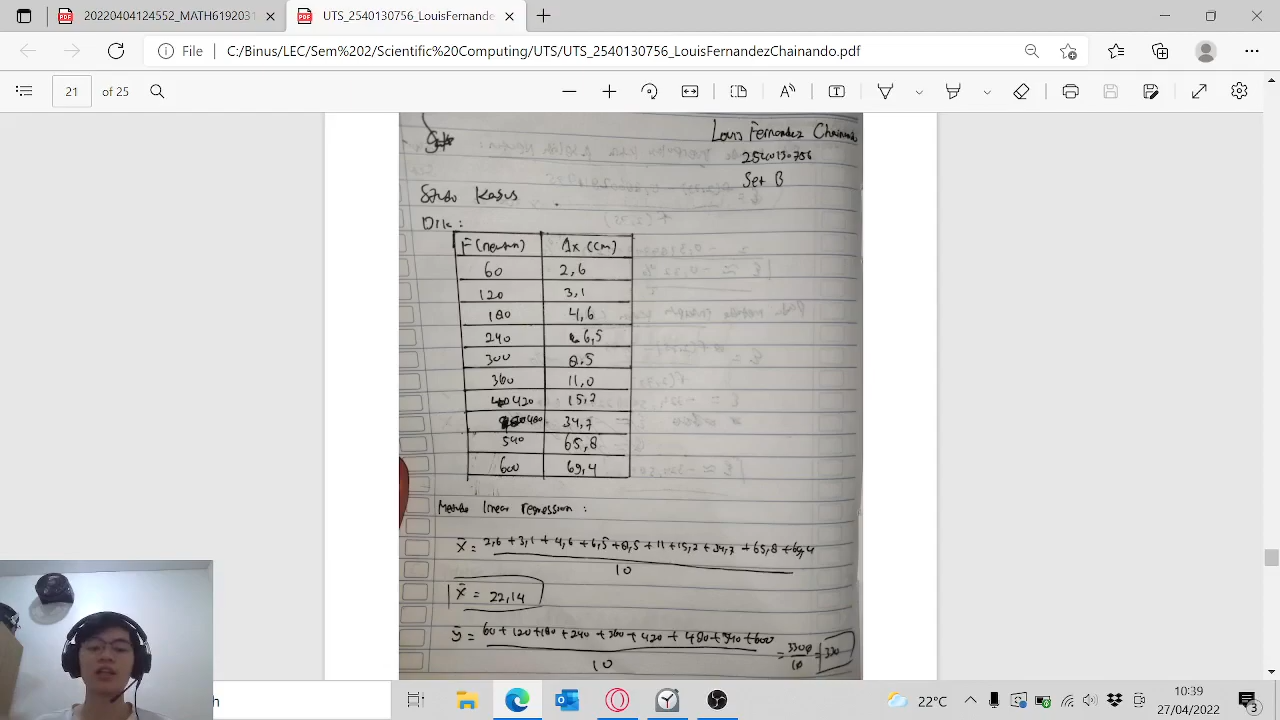 20220404124552_MATH6192031
UTS_2540130756_LouisFernandezC
File C:/Binus/LEC/Sem%202/Scientific%20Computing/UTS/UTS_2540130756_LouisFernandezChainando.pdf
21 of 25
Louis Fernandez Chainando
2540130756
Set B
Studi Kasus
Dik :
F (newton) Δx (cm)
60 2,6
120 3,1
180 4,6
240 6,5
300 8.5
360 11,0
420 15,2
480 34,7
540 65,8
600 69,4
Metode linear regression :
x̄ = 2,6 + 3,1 + 4,6 + 6,5 + 8,5 + 11 + 15,2 + 34,7 + 65,8 + 69,4
10
x̄ = 22,14
ȳ = 60 + 120 + 180 + 240 + 360 + 420 + 480 + 540 + 600 = 3300 = 330
10 10
h
22°C
10:39
27/04/2022
3